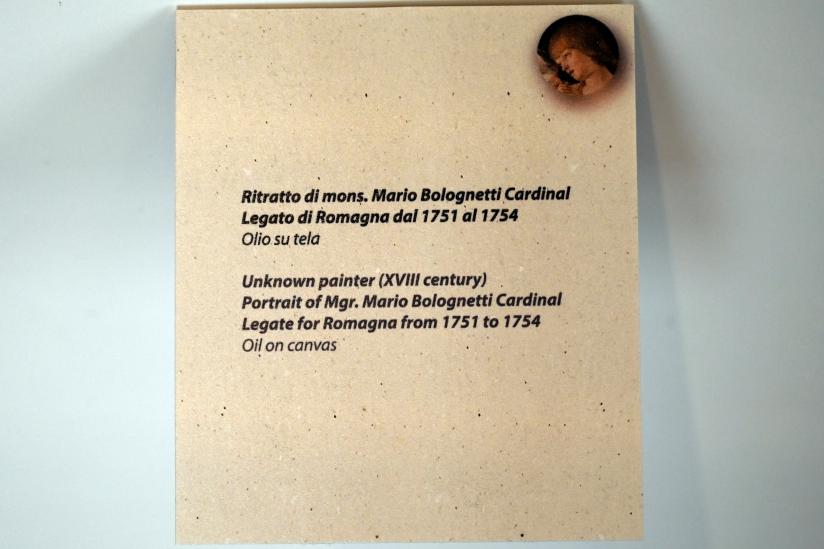 Ritratto di mons. Mario Bolognetti Cardinal
Legato di Romagna dal 1751 al 1754
Olio su tela
Unknown painter (XVIII century)
Portrait of Mgr. Mario Bolognetti Cardinal
Legate for Romagna from 1751 to 1754
Oil on canvas